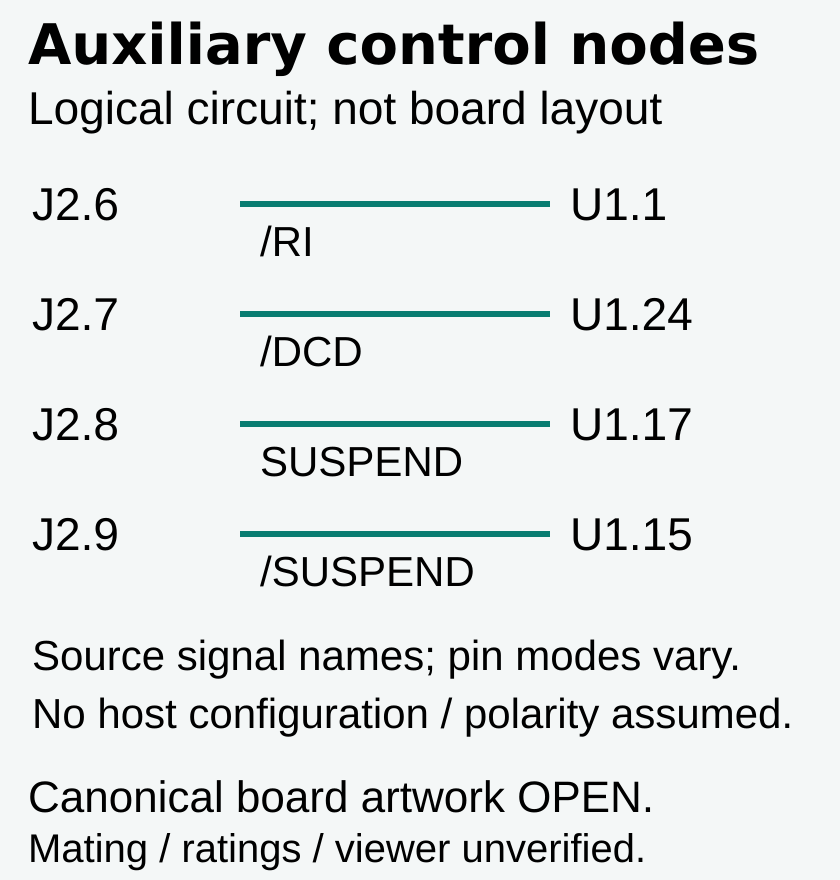 Auxiliary control nodes
Logical circuit; not board layout
J2.6 U1.1
/RI
J2.7 U1.24
/DCD
J2.8 U1.17
SUSPEND
J2.9 U1.15
/SUSPEND
Source signal names; pin modes vary.
No host configuration / polarity assumed.
Canonical board artwork OPEN.
Mating / ratings / viewer unverified.